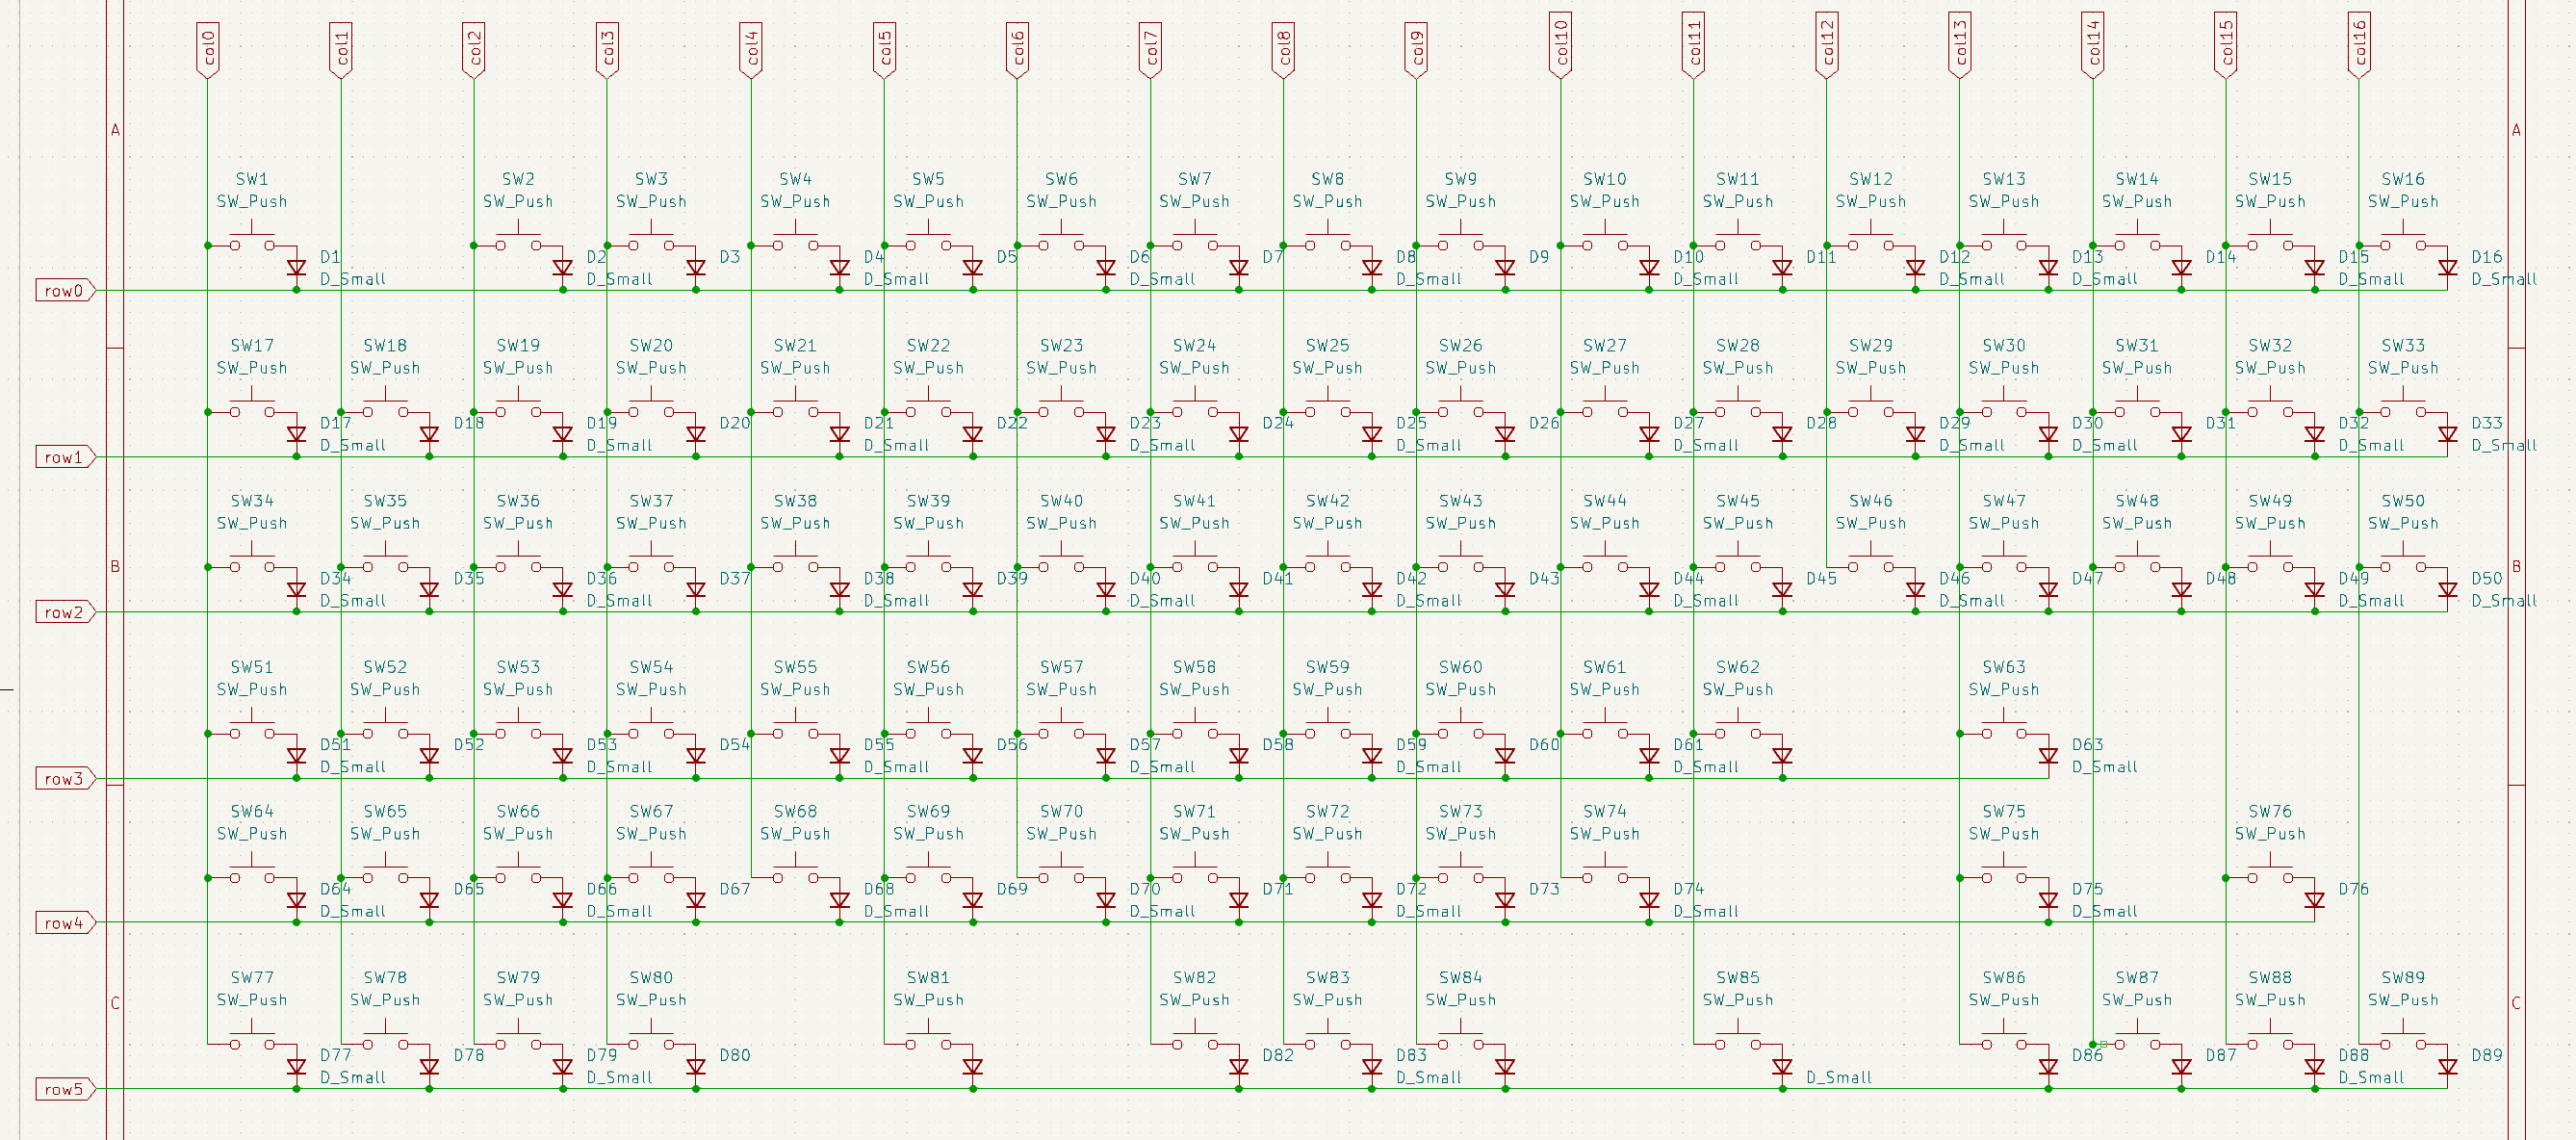 col0 col1 col2 col3 col4 col5 col6 col7 col8 col9 col10 col11 col12 col13 col14 col15 col16
A A
SW1 SW2 SW3 SW4 SW5 SW6 SW7 SW8 SW9 SW10 SW11 SW12 SW13 SW14 SW15 SW16
SW_Push SW_Push SW_Push SW_Push SW_Push SW_Push SW_Push SW_Push SW_Push SW_Push SW_Push SW_Push SW_Push SW_Push SW_Push SW_Push
D1 D2 D3 D4 D5 D6 D7 D8 D9 D10 D11 D12 D13 D14 D15 D16
D_Small D_Small D_Small D_Small D_Small D_Small D_Small D_Small D_Small D_Small
row0
SW17 SW18 SW19 SW20 SW21 SW22 SW23 SW24 SW25 SW26 SW27 SW28 SW29 SW30 SW31 SW32 SW33
SW_Push SW_Push SW_Push SW_Push SW_Push SW_Push SW_Push SW_Push SW_Push SW_Push SW_Push SW_Push SW_Push SW_Push SW_Push SW_Push SW_Push
D17 D18 D19 D20 D21 D22 D23 D24 D25 D26 D27 D28 D29 D30 D31 D32 D33
D_Small D_Small D_Small D_Small D_Small D_Small D_Small D_Small D_Small D_Small
row1
SW34 SW35 SW36 SW37 SW38 SW39 SW40 SW41 SW42 SW43 SW44 SW45 SW46 SW47 SW48 SW49 SW50
SW_Push SW_Push SW_Push SW_Push SW_Push SW_Push SW_Push SW_Push SW_Push SW_Push SW_Push SW_Push SW_Push SW_Push SW_Push SW_Push SW_Push
B B
D34 D35 D36 D37 D38 D39 D40 D41 D42 D43 D44 D45 D46 D47 D48 D49 D50
D_Small D_Small D_Small D_Small D_Small D_Small D_Small D_Small D_Small D_Small
row2
SW51 SW52 SW53 SW54 SW55 SW56 SW57 SW58 SW59 SW60 SW61 SW62 SW63
SW_Push SW_Push SW_Push SW_Push SW_Push SW_Push SW_Push SW_Push SW_Push SW_Push SW_Push SW_Push SW_Push
D51 D52 D53 D54 D55 D56 D57 D58 D59 D60 D61 D63
D_Small D_Small D_Small D_Small D_Small D_Small D_Small
row3
SW64 SW65 SW66 SW67 SW68 SW69 SW70 SW71 SW72 SW73 SW74 SW75 SW76
SW_Push SW_Push SW_Push SW_Push SW_Push SW_Push SW_Push SW_Push SW_Push SW_Push SW_Push SW_Push SW_Push
D64 D65 D66 D67 D68 D69 D70 D71 D72 D73 D74 D75 D76
D_Small D_Small D_Small D_Small D_Small D_Small D_Small
row4
SW77 SW78 SW79 SW80 SW81 SW82 SW83 SW84 SW85 SW86 SW87 SW88 SW89
SW_Push SW_Push SW_Push SW_Push SW_Push SW_Push SW_Push SW_Push SW_Push SW_Push SW_Push SW_Push SW_Push
C C
D77 D78 D79 D80 D82 D83 D86 D87 D88 D89
D_Small D_Small D_Small D_Small D_Small
row5